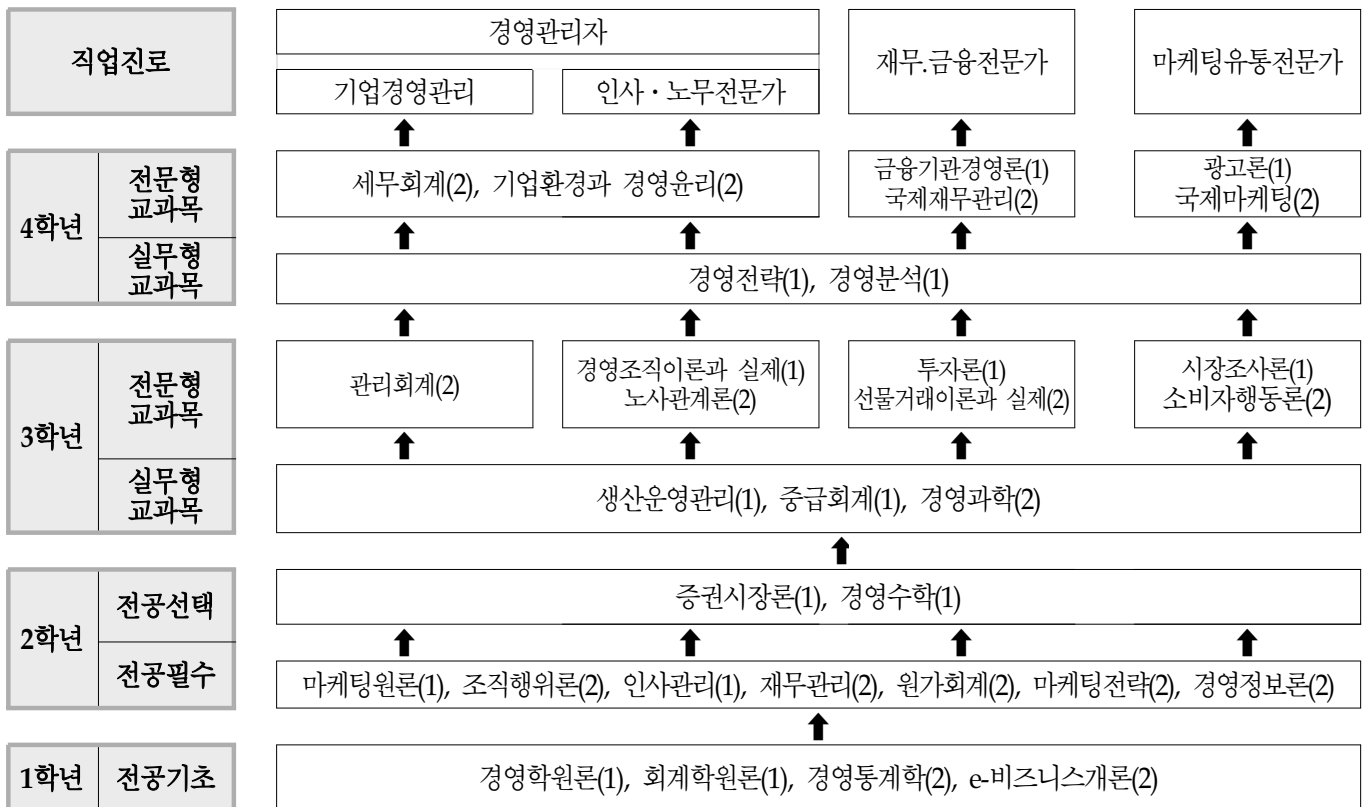 직업진로
경영관리자
기업경영관리
인사・노무전문가
재무.금융전문가
마케팅유통전문가
4학년
전문형
교과목
세무회계(2), 기업환경과 경영윤리(2)
금융기관경영론(1)
국제재무관리(2)
광고론(1)
국제마케팅(2)
실무형
교과목
경영전략(1), 경영분석(1)
3학년
전문형
교과목
관리회계(2)
경영조직이론과 실제(1)
노사관계론(2)
투자론(1)
선물거래이론과 실제(2)
시장조사론(1)
소비자행동론(2)
실무형
교과목
생산운영관리(1), 중급회계(1), 경영과학(2)
2학년
전공선택
증권시장론(1), 경영수학(1)
전공필수
마케팅원론(1), 조직행위론(2), 인사관리(1), 재무관리(2), 원가회계(2), 마케팅전략(2), 경영정보론(2)
1학년
전공기초
경영학원론(1), 회계학원론(1), 경영통계학(2), e-비즈니스개론(2)